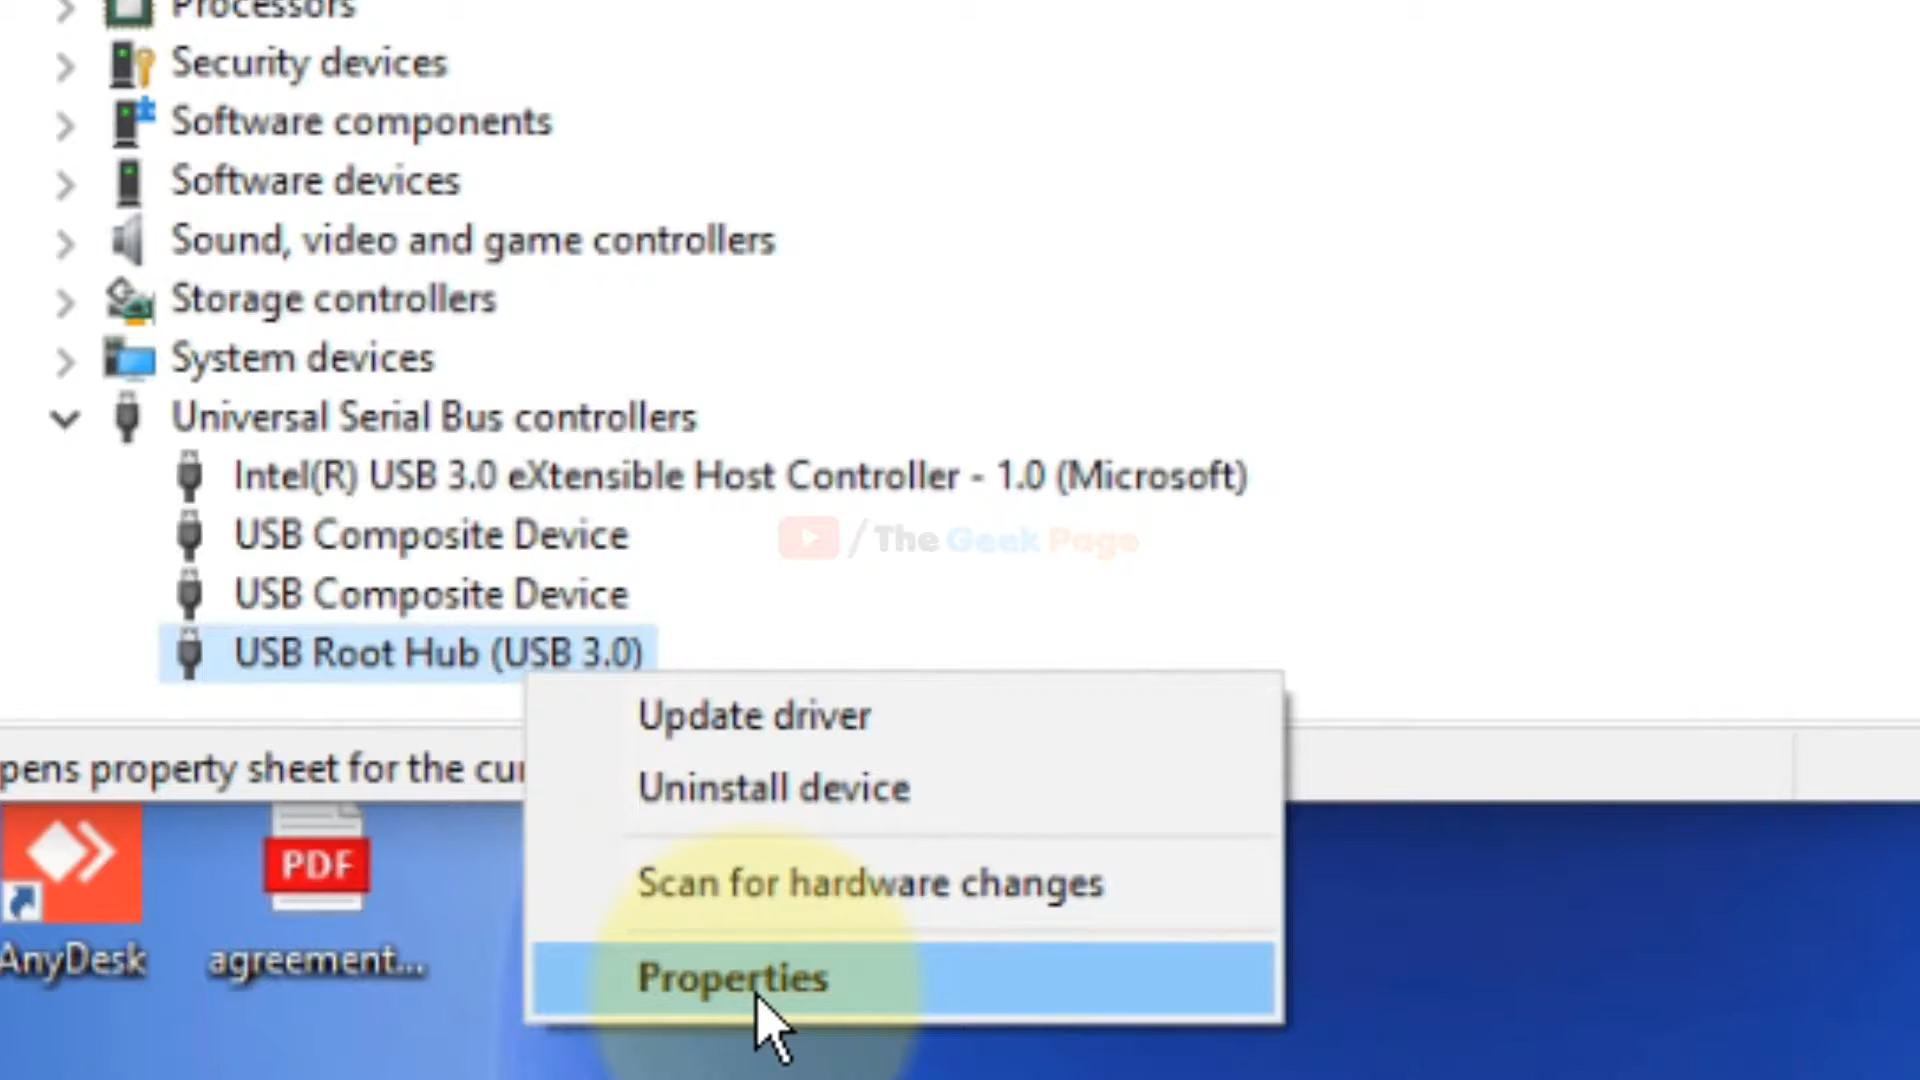 Processors
Security devices
Software components
Software devices
Sound, video and game controllers
Storage controllers
System devices
Universal Serial Bus controllers
Intel(R) USB 3.0 eXtensible Host Controller - 1.0 (Microsoft)
USB Composite Device
/ The Geek Page
USB Composite Device
USB Root Hub (USB 3.0)
Update driver
Uninstall device
Scan for hardware changes
Properties
pens property sheet for the cu
PDF
AnyDesk
agreement...